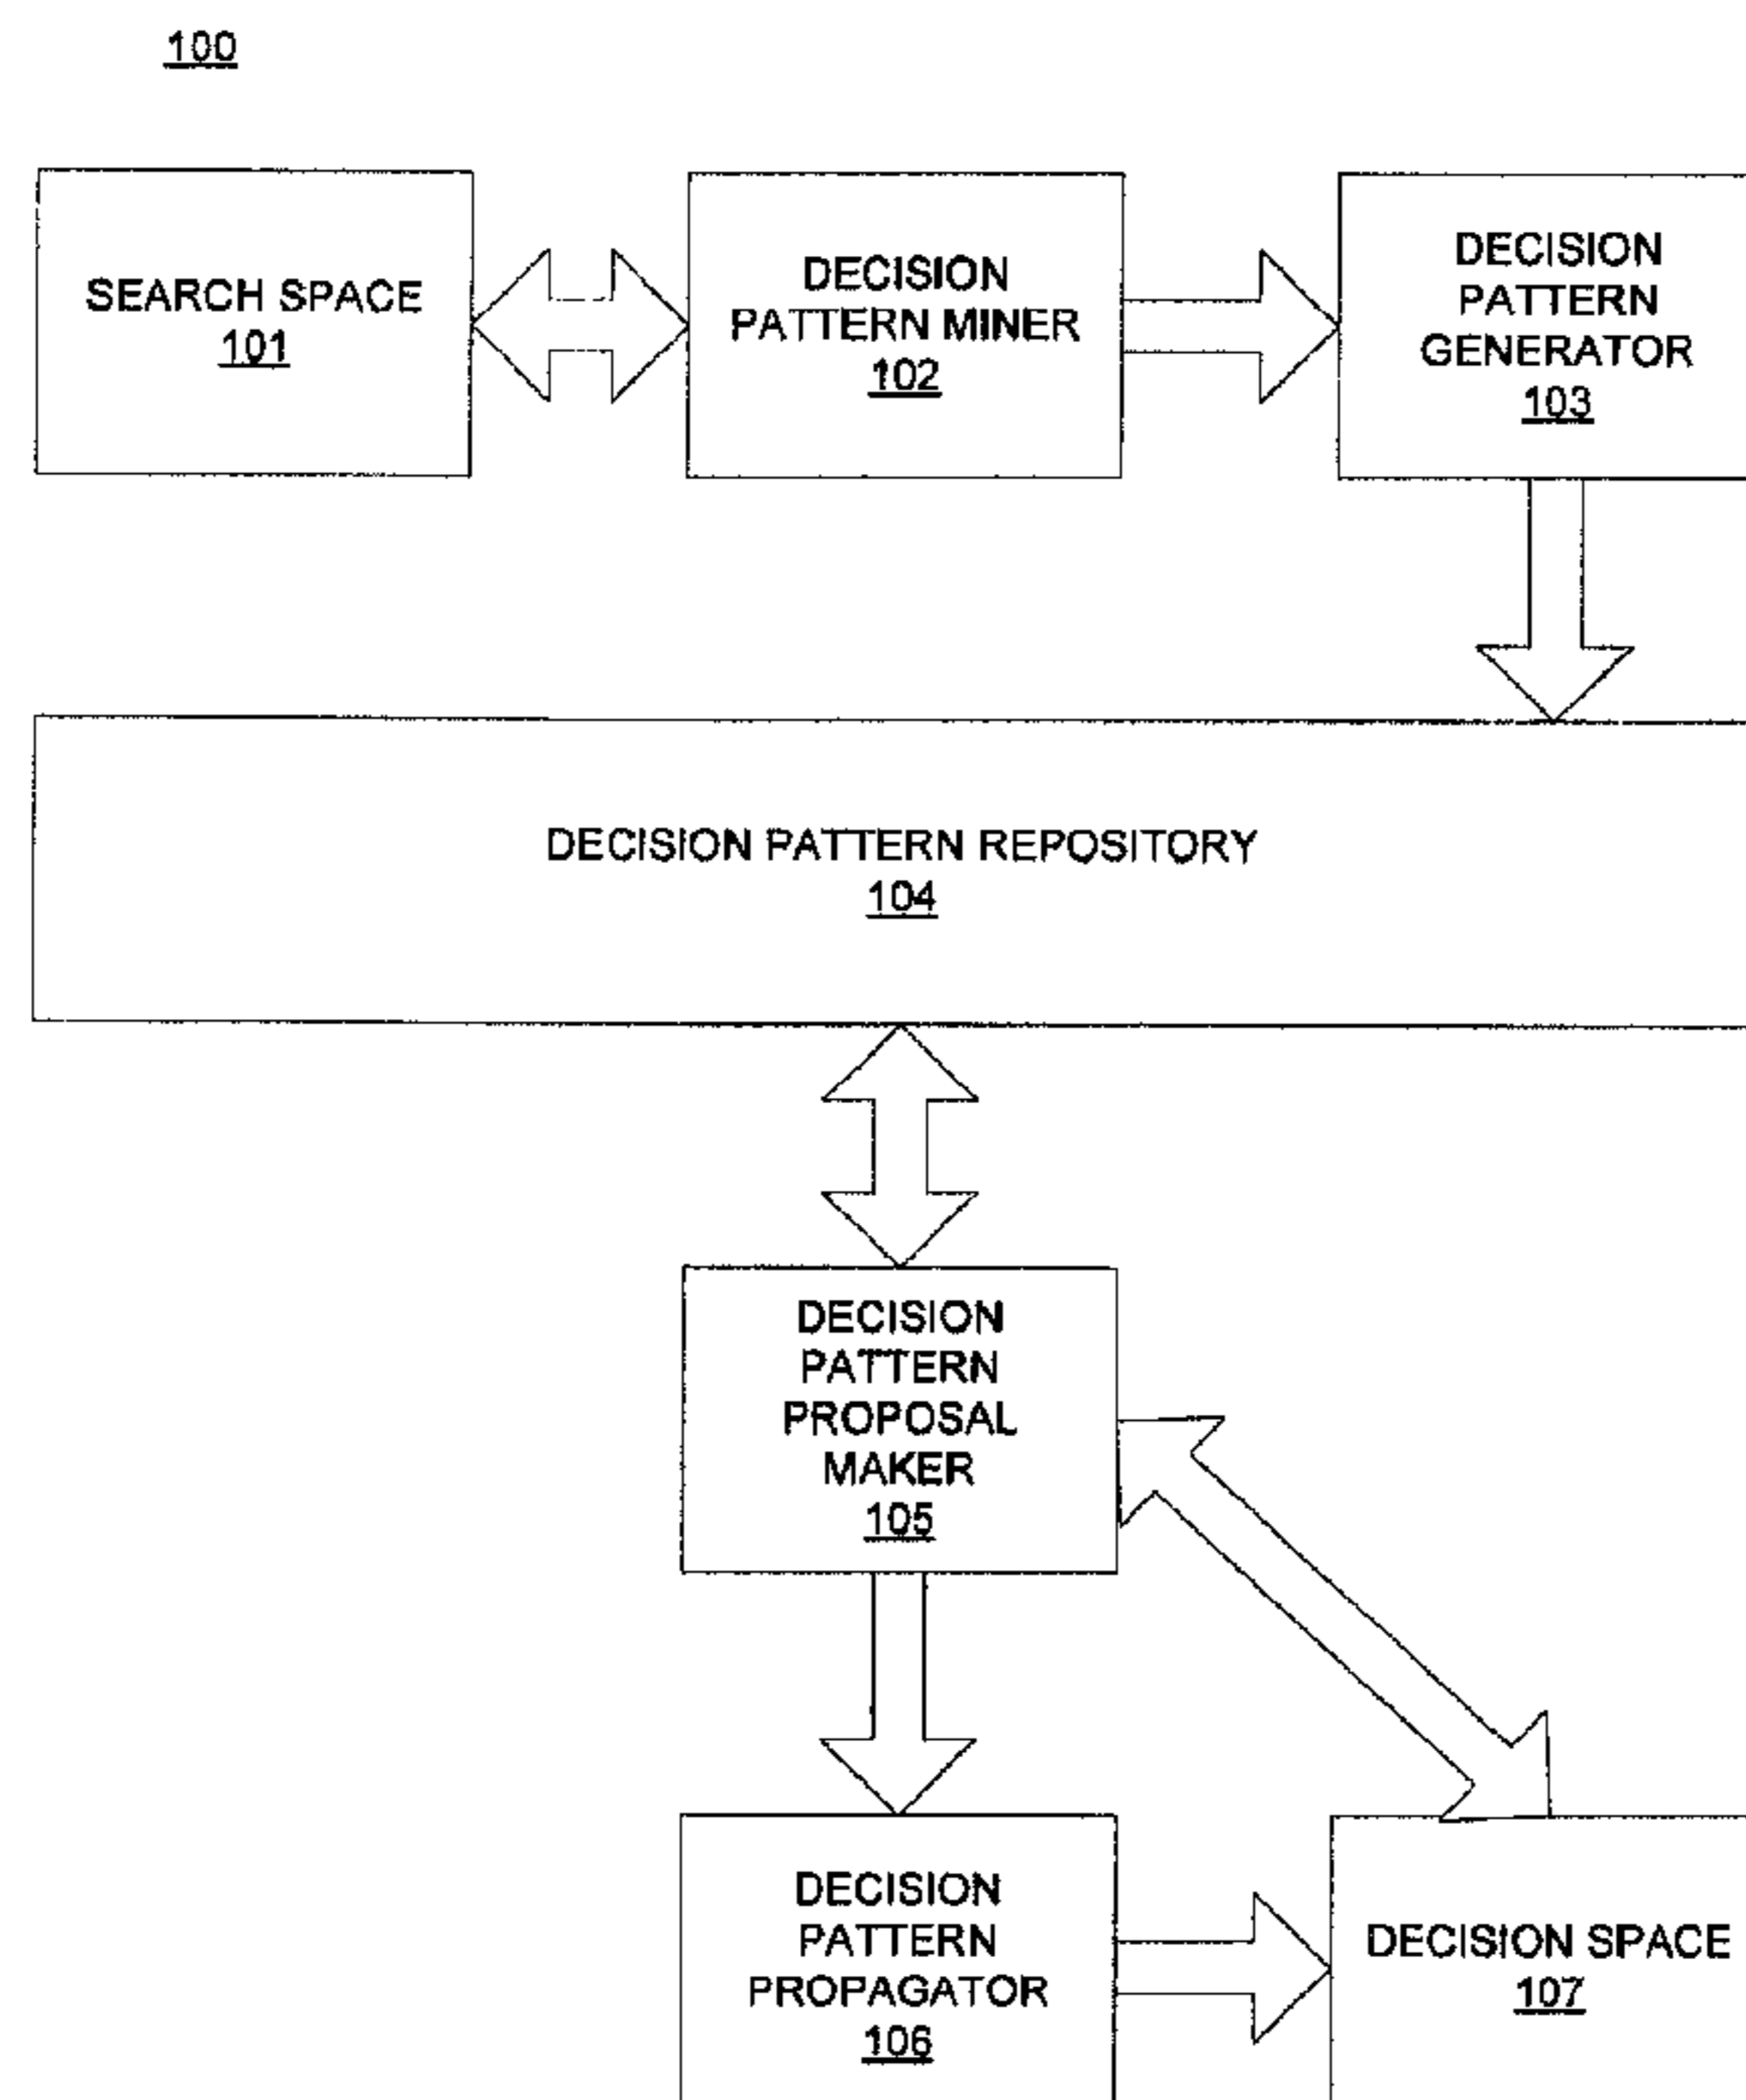 100
SEARCH SPACE
101
DECISION
PATTERN MINER
102
DECISION
PATTERN
GENERATOR
103
DECISION PATTERN REPOSITORY
104
DECISION
PATTERN
PROPOSAL
MAKER
105
DECISION
PATTERN
PROPAGATOR
106
DECISION SPACE
107